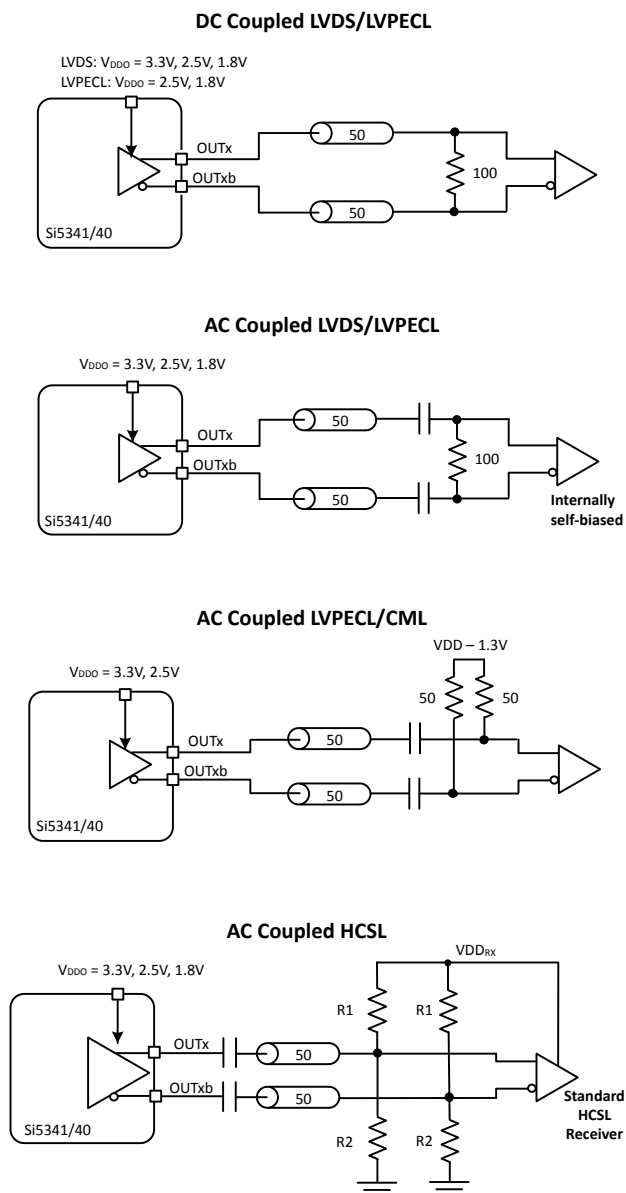 DC Coupled LVDS/LVPECL
LVDS: VDDO = 3.3V, 2.5V, 1.8V
LVPECL: VDDO = 2.5V, 1.8V
OUTx
50
100
OUTxb
50
Si5341/40
AC Coupled LVDS/LVPECL
VDDO = 3.3V, 2.5V, 1.8V
OUTx
50
100
OUTxb
50
Internally
self-biased
Si5341/40
AC Coupled LVPECL/CML
VDD – 1.3V
VDDO = 3.3V, 2.5V
50
50
OUTx
50
OUTxb
50
Si5341/40
AC Coupled HCSL
VDDRX
VDDO = 3.3V, 2.5V, 1.8V
R1
R1
OUTx
50
OUTxb
50
Standard
HCSL
Receiver
Si5341/40
R2
R2